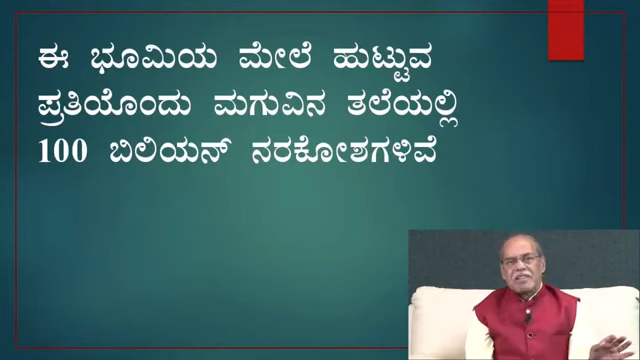 ಈ ಭೂಮಿಯ ಮೇಲೆ ಹುಟ್ಟುವ
ಪ್ರತಿಯೊಂದು ಮಗುವಿನ ತಲೆಯಲ್ಲಿ
100 ಬಿಲಿಯನ್ ನರಕೋಶಗಳಿವೆ